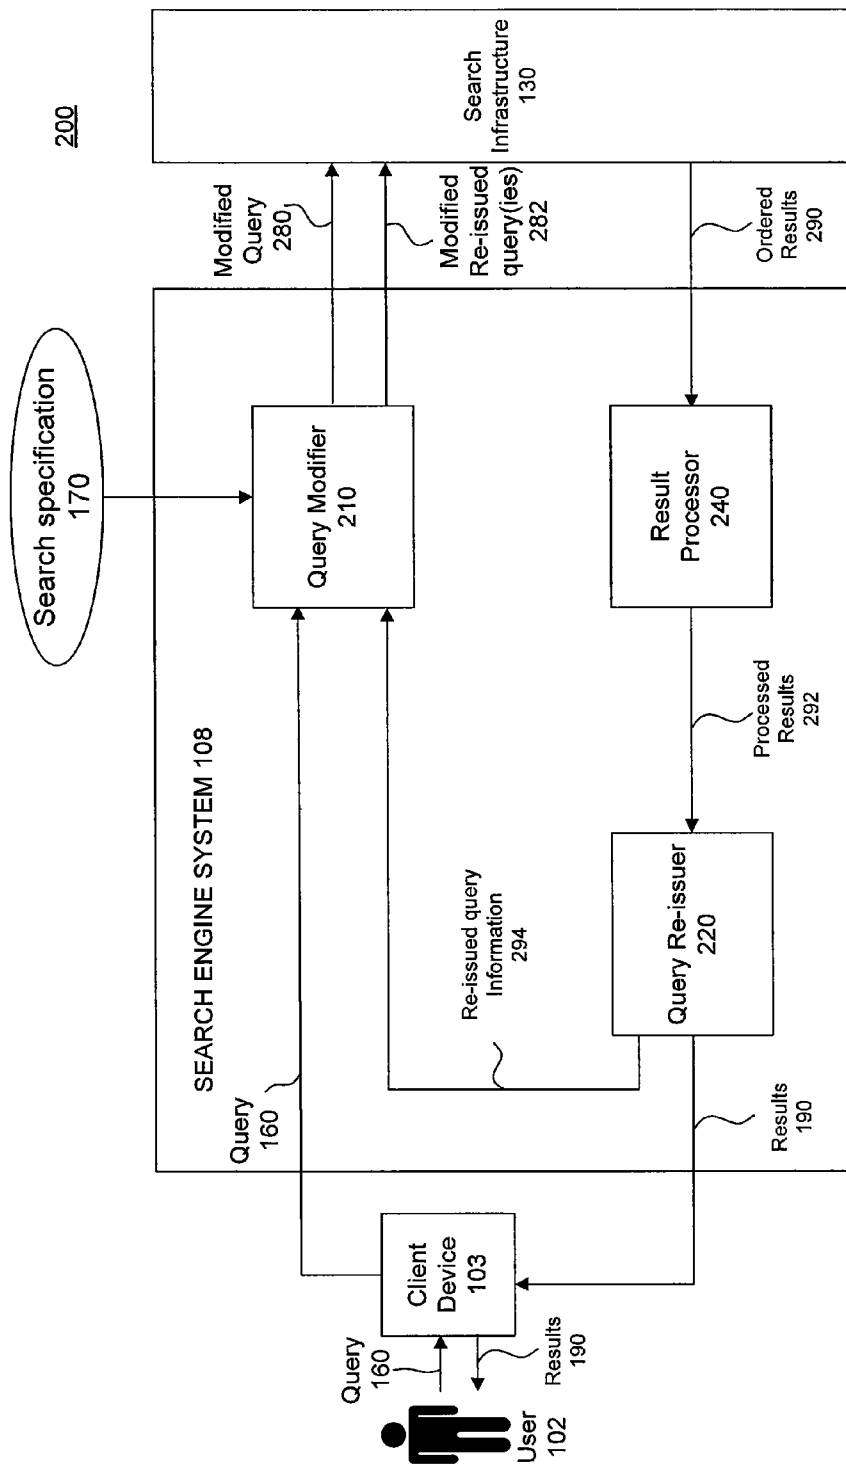 200
Search specification
170
SEARCH ENGINE SYSTEM 108
User
102
Query
160
Results
190
Client
Device
103
Query
160
Results
190
Re-issued query
Information
294
Query Modifier
210
Query Re-issuer
220
Processed
Results
292
Result
Processor
240
Modified
Query
280
Modified
Re-issued
query(ies)
282
Ordered
Results
290
Search
Infrastructure
130